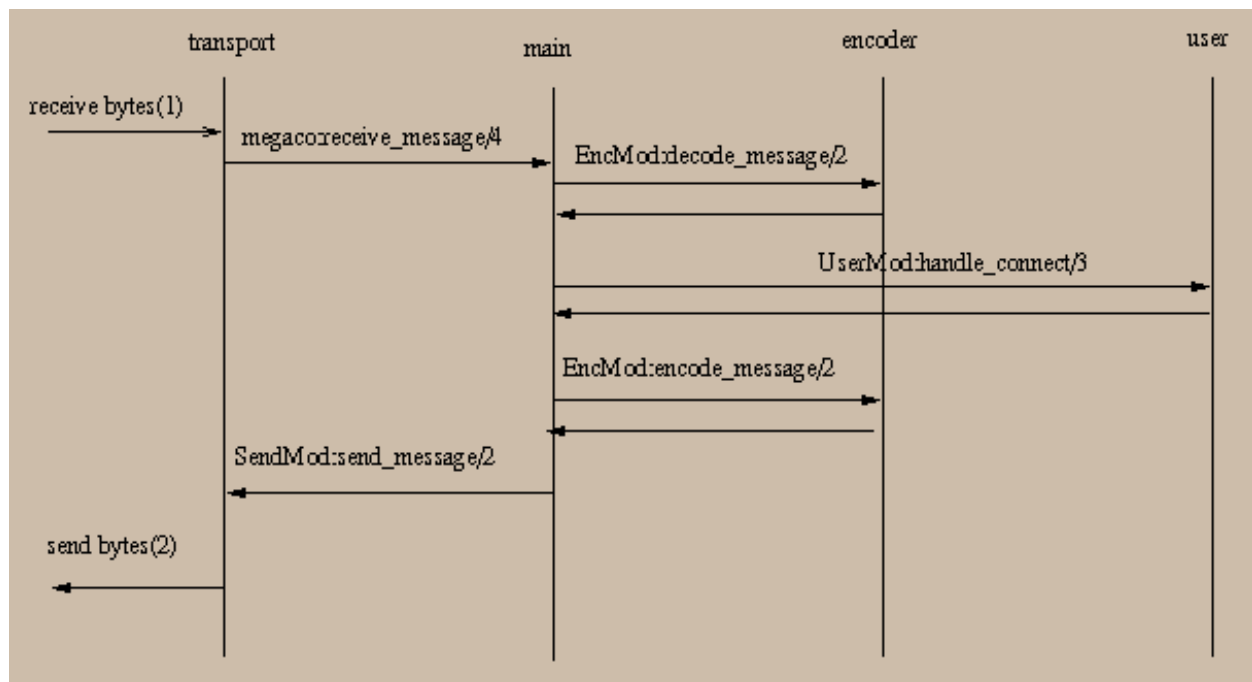 transport
main
encoder
user
receive bytes(1)
megaco:receive_message/4
EncMod:decode_message/2
UserMod:handle_connect/3
EncMod:encode_message/2
SendMod:send_message/2
send bytes(2)